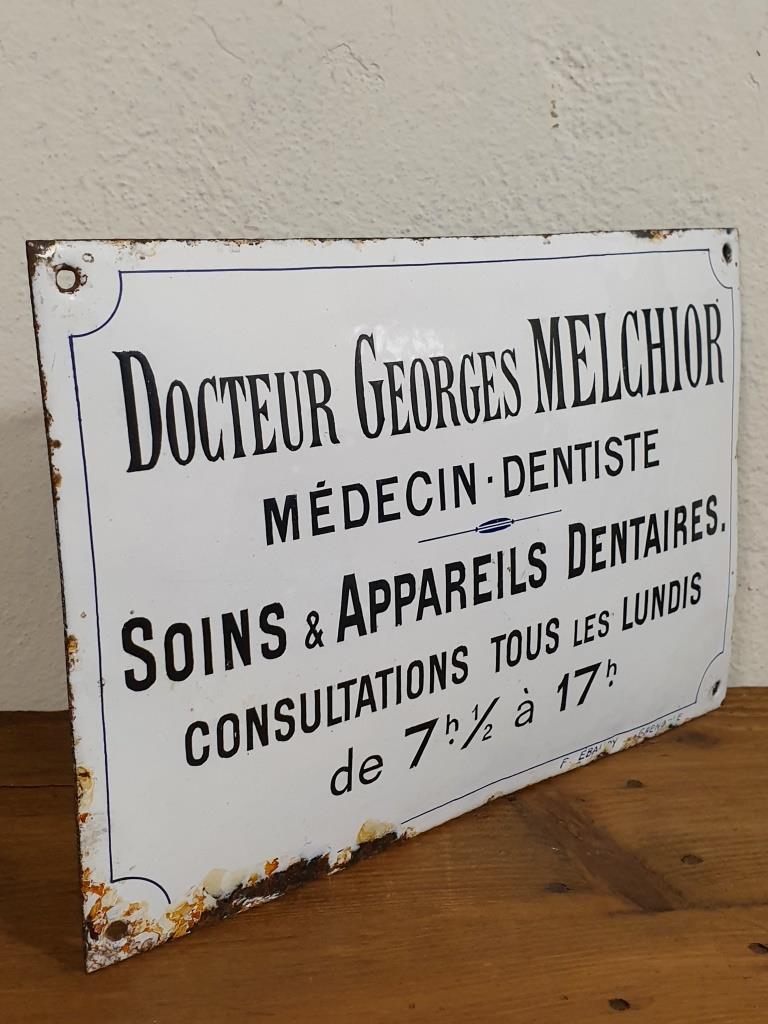 DOCTEUR GEORGES MELCHIOR
MÉDECIN-DENTISTE
SOINS & APPAREILS DENTAIRES.
CONSULTATIONS TOUS LES LUNDIS
de 7h. ½ à 17h.
F.